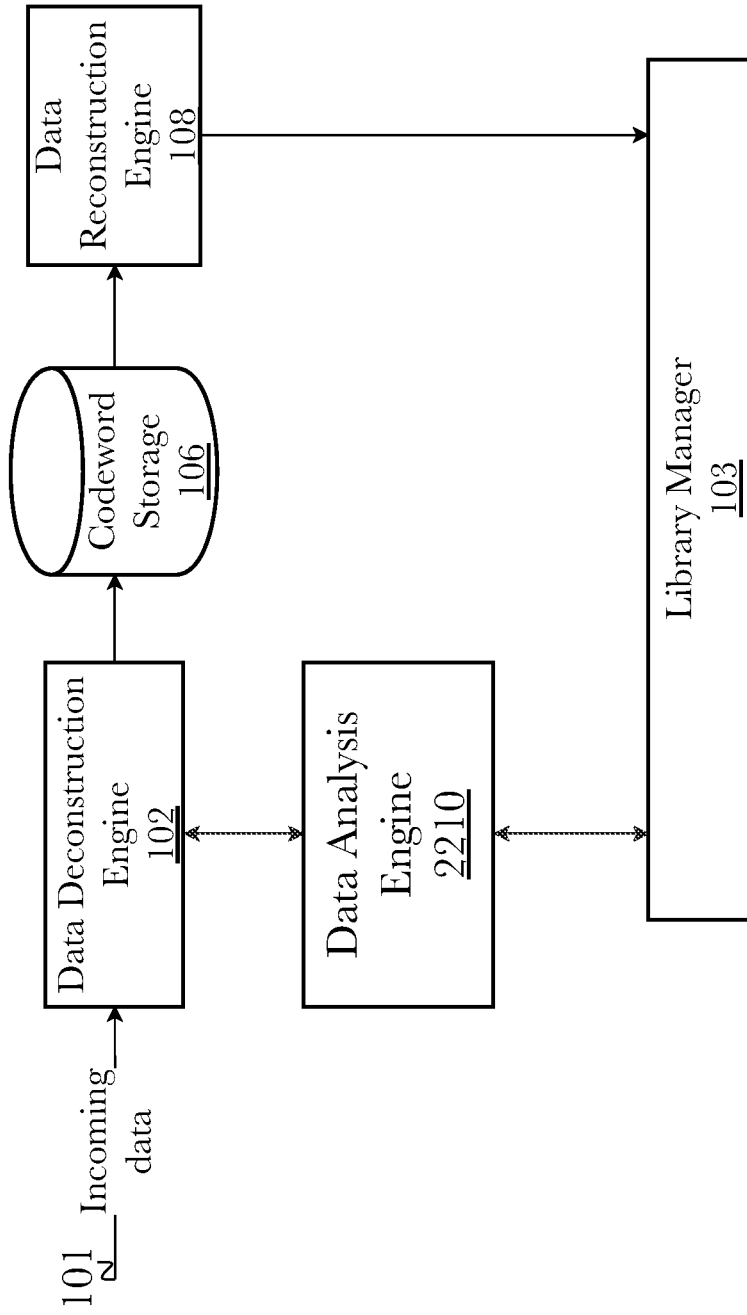 101
Incoming
data
Data Deconstruction
Engine
102
Codeword
Storage
106
Data
Reconstruction
Engine
108
Data Analysis
Engine
2210
Library Manager
103